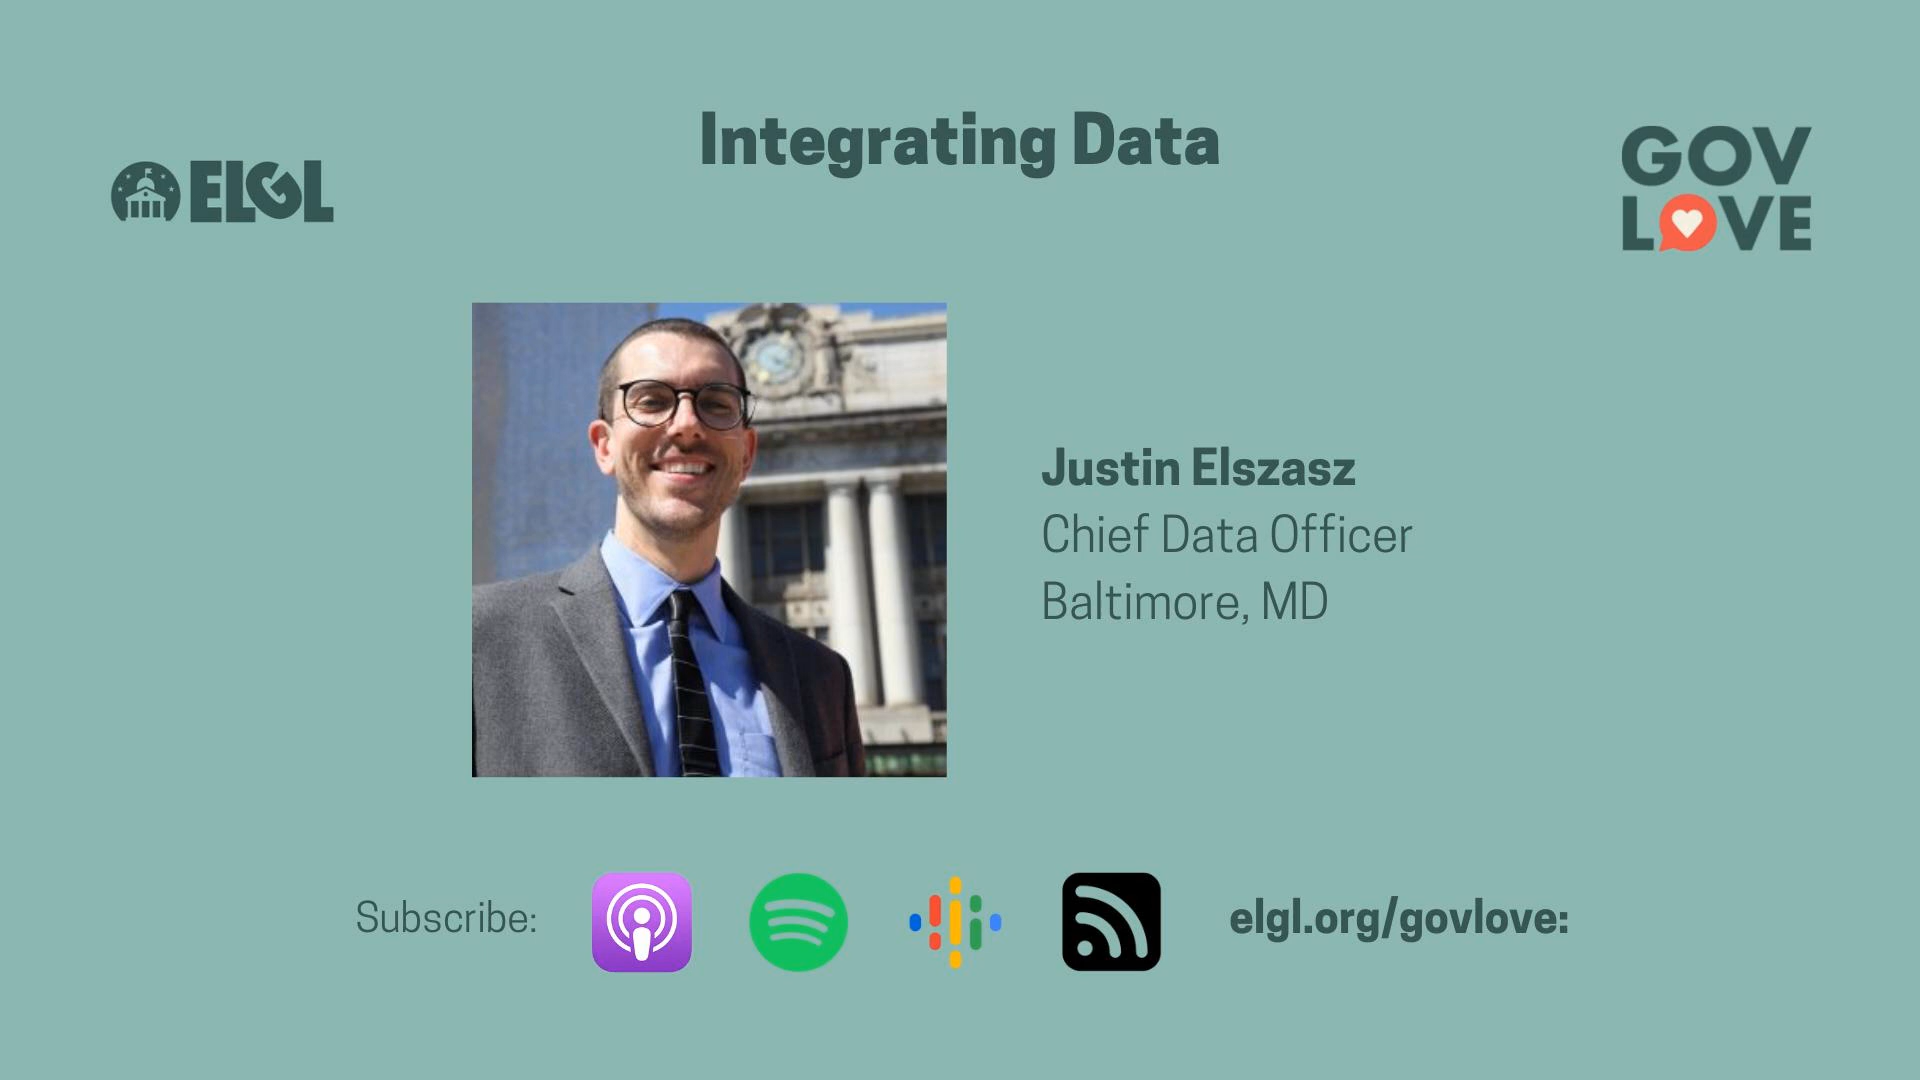 Integrating Data
ELGL
GOV
LOVE
Justin Elszasz
Chief Data Officer
Baltimore, MD
Subscribe:
elgl.org/govlove: